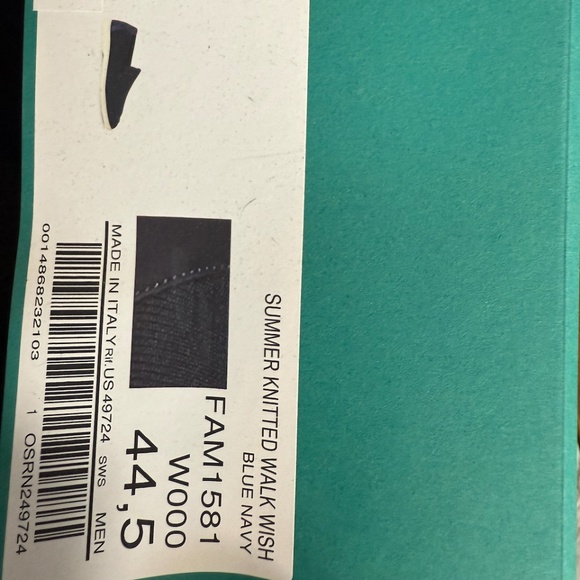 SUMMER KNITTED WALK WISH
BLUE NAVY
FAM1581
W000
44,5
MADE IN ITALY Rif. US 49724 SWS MEN
0014868232103 1 OSRN249724